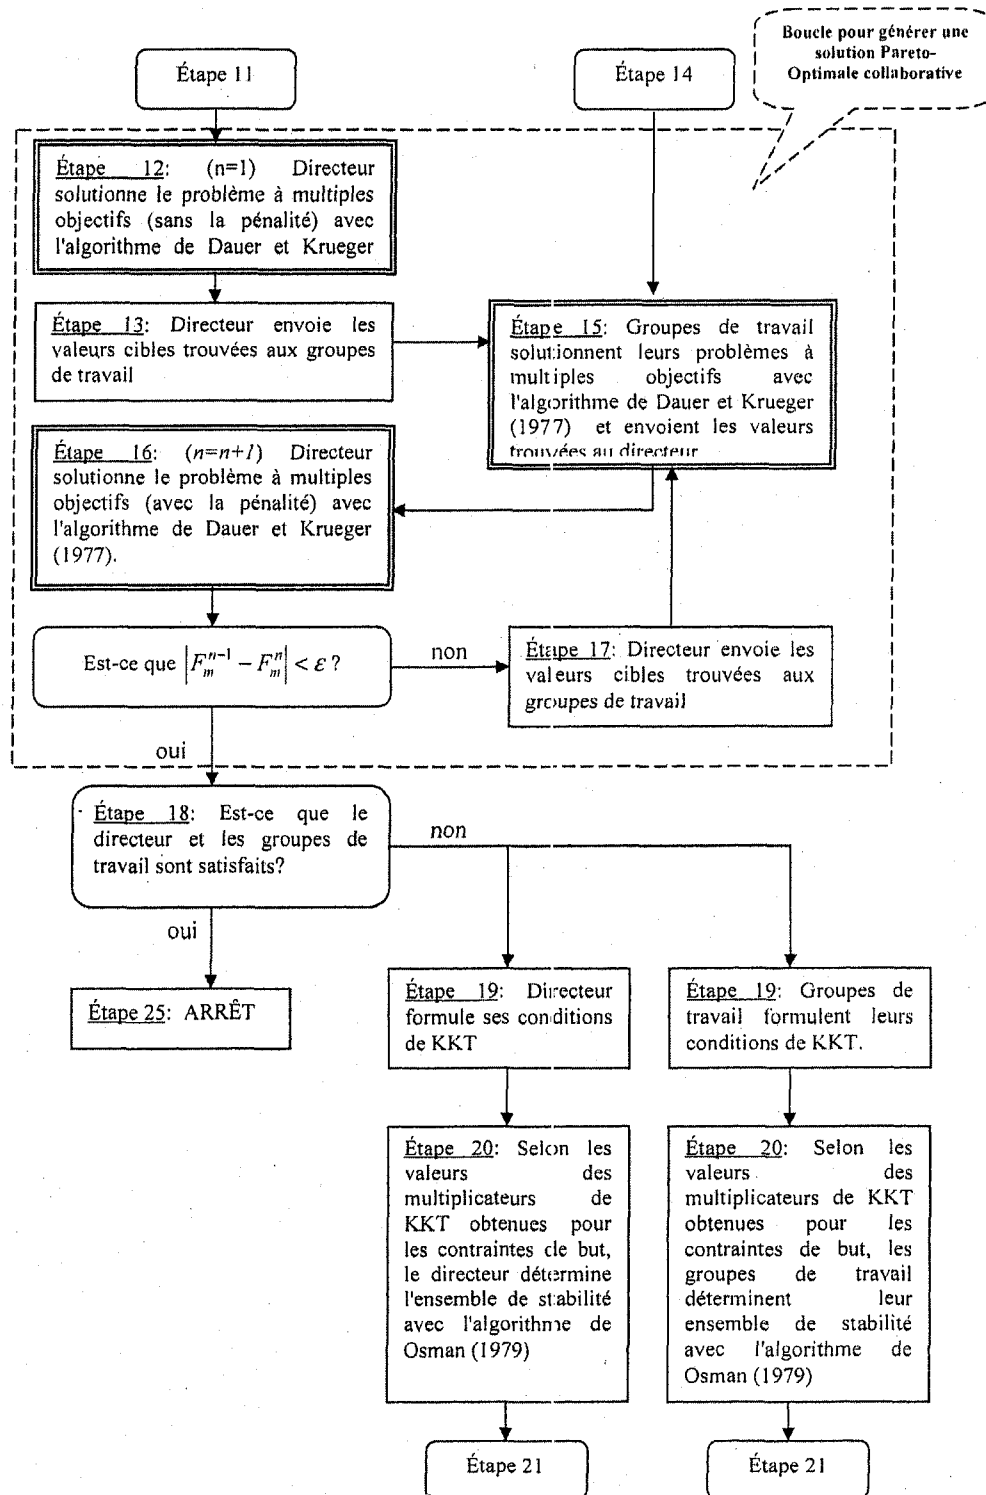 Boucle pour générer une
solution Pareto-
Optimale collaborative
Étape 11
Étape 14
Étape 12: (n=1) Directeur
solutionne le problème à multiples
objectifs (sans la pénalité) avec
l'algorithme de Dauer et Krueger
Étape 13: Directeur envoie les
valeurs cibles trouvées aux groupes
de travail
Étape 15: Groupes de travail
solutionnent leurs problèmes à
multiples objectifs avec
l'algorithme de Dauer et Krueger
(1977) et envoient les valeurs
trouvées au directeur
Étape 16: (n=n+1) Directeur
solutionne le problème à multiples
objectifs (avec la pénalité) avec
l'algorithme de Dauer et Krueger
(1977).
Est-ce que |F_m^{n-1} − F_m^n| < ε ?
non
Étape 17: Directeur envoie les
valeurs cibles trouvées aux
groupes de travail
oui
Étape 18: Est-ce que le
directeur et les groupes de
travail sont satisfaits?
non
oui
Étape 25: ARRÊT
Étape 19: Directeur
formule ses conditions
de KKT
Étape 19: Groupes de
travail formulent leurs
conditions de KKT.
Étape 20: Selon les
valeurs des
multiplicateurs de
KKT obtenues pour
les contraintes de but,
le directeur détermine
l'ensemble de stabilité
avec l'algorithme de
Osman (1979)
Étape 20: Selon les
valeurs des
multiplicateurs de KKT
obtenues pour les
contraintes de but, les
groupes de travail
déterminent leur
ensemble de stabilité
avec l'algorithme de
Osman (1979)
Étape 21
Étape 21